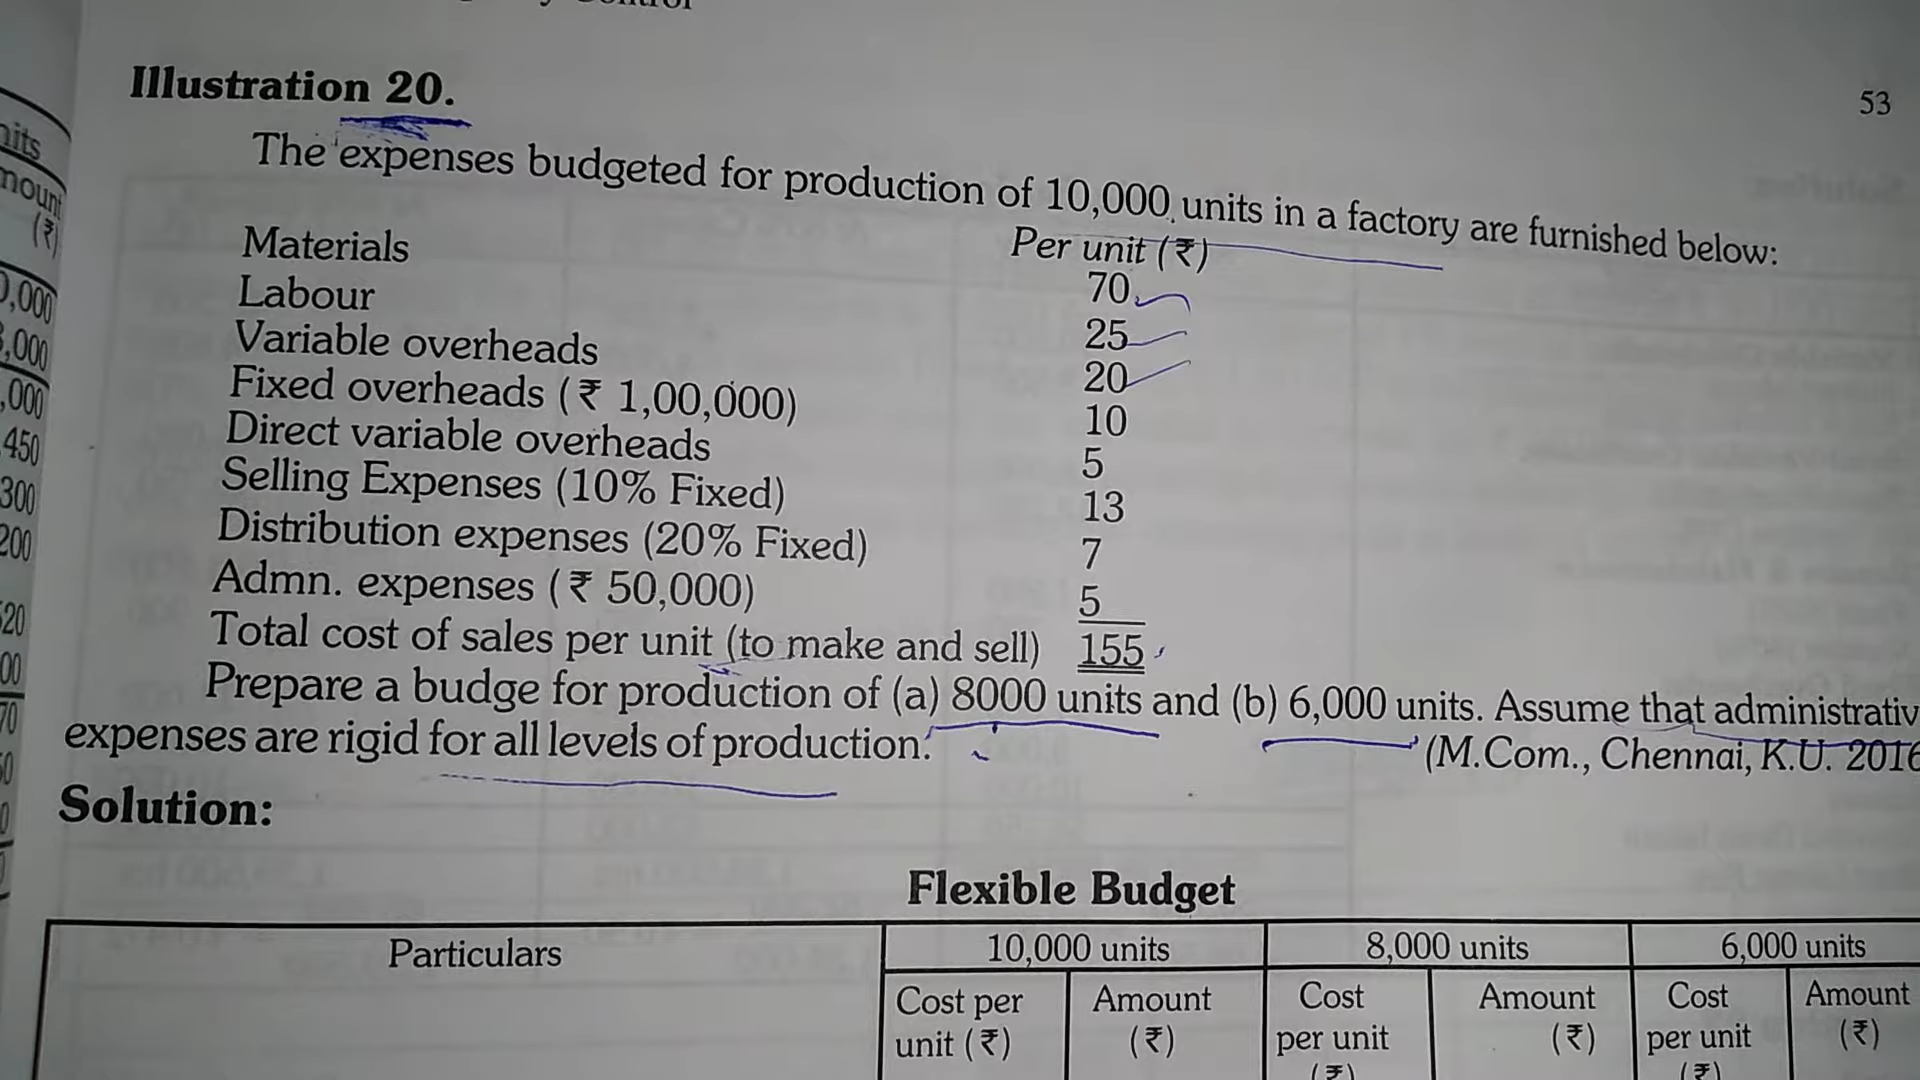 Control
Illustration 20.
53
The expenses budgeted for production of 10,000 units in a factory are furnished below:
Per unit (₹)
Materials 70
Labour 25
Variable overheads 20
Fixed overheads (₹ 1,00,000) 10
Direct variable overheads 5
Selling Expenses (10% Fixed) 13
Distribution expenses (20% Fixed) 7
Admn. expenses (₹ 50,000) 5
Total cost of sales per unit (to make and sell) 155
Prepare a budge for production of (a) 8000 units and (b) 6,000 units. Assume that administrativ
expenses are rigid for all levels of production.
(M.Com., Chennai, K.U. 2016
Solution:
Flexible Budget
Particulars 10,000 units 8,000 units 6,000 units
Cost per unit (₹) Amount (₹) Cost per unit (₹) Amount (₹) Cost per unit (₹) Amount (₹)